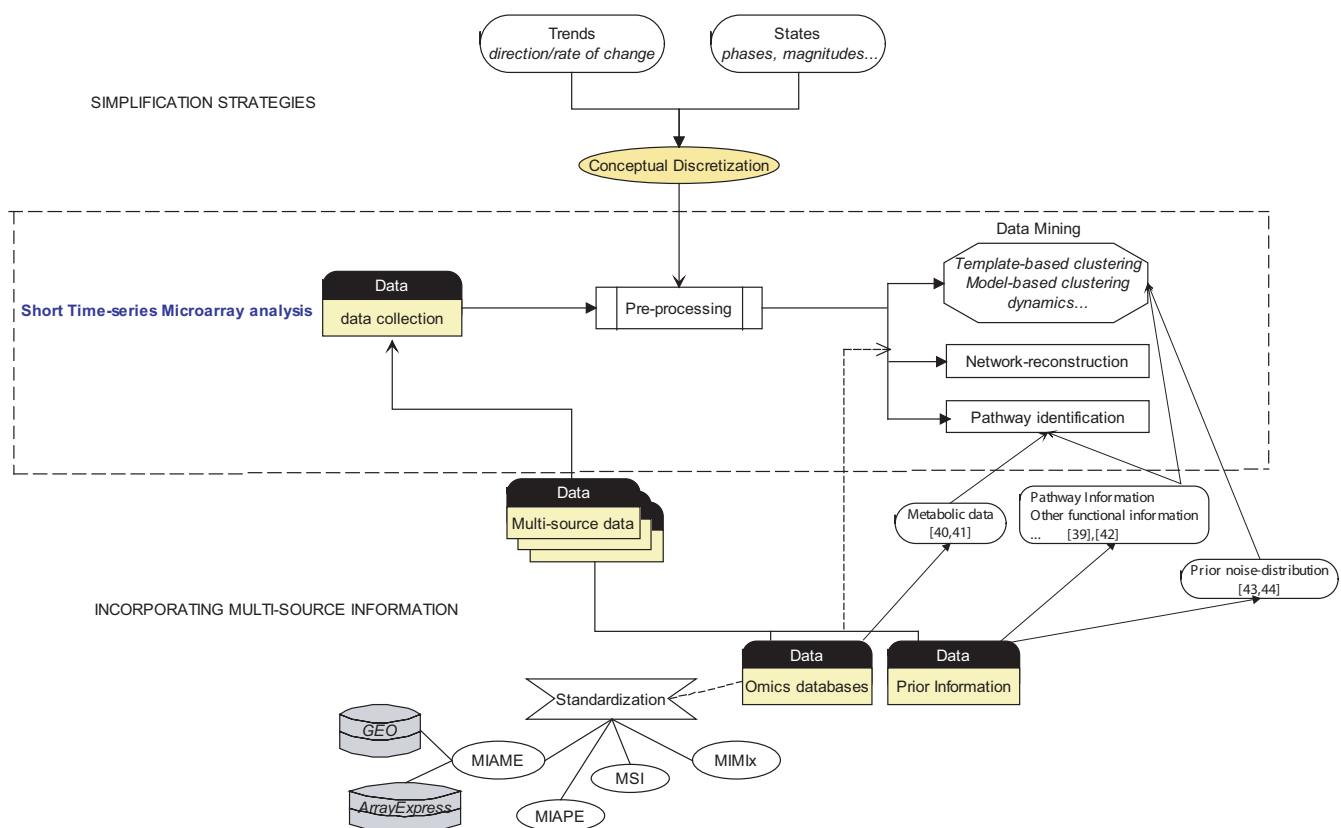 Trends
direction/rate of change
States
phases, magnitudes...
SIMPLIFICATION STRATEGIES
Conceptual Discretization
Data Mining
Template-based clustering
Model-based clustering
dynamics...
Short Time-series Microarray analysis
Data
data collection
Pre-processing
Network-reconstruction
Pathway identification
Data
Multi-source data
Metabolic data
[40,41]
Pathway Information
Other functional information
... [39],[42]
Prior noise-distribution
[43,44]
INCORPORATING MULTI-SOURCE INFORMATION
Data
Omics databases
Data
Prior Information
Standardization
GEO
MIAME
MIMIx
MSI
ArrayExpress
MIAPE